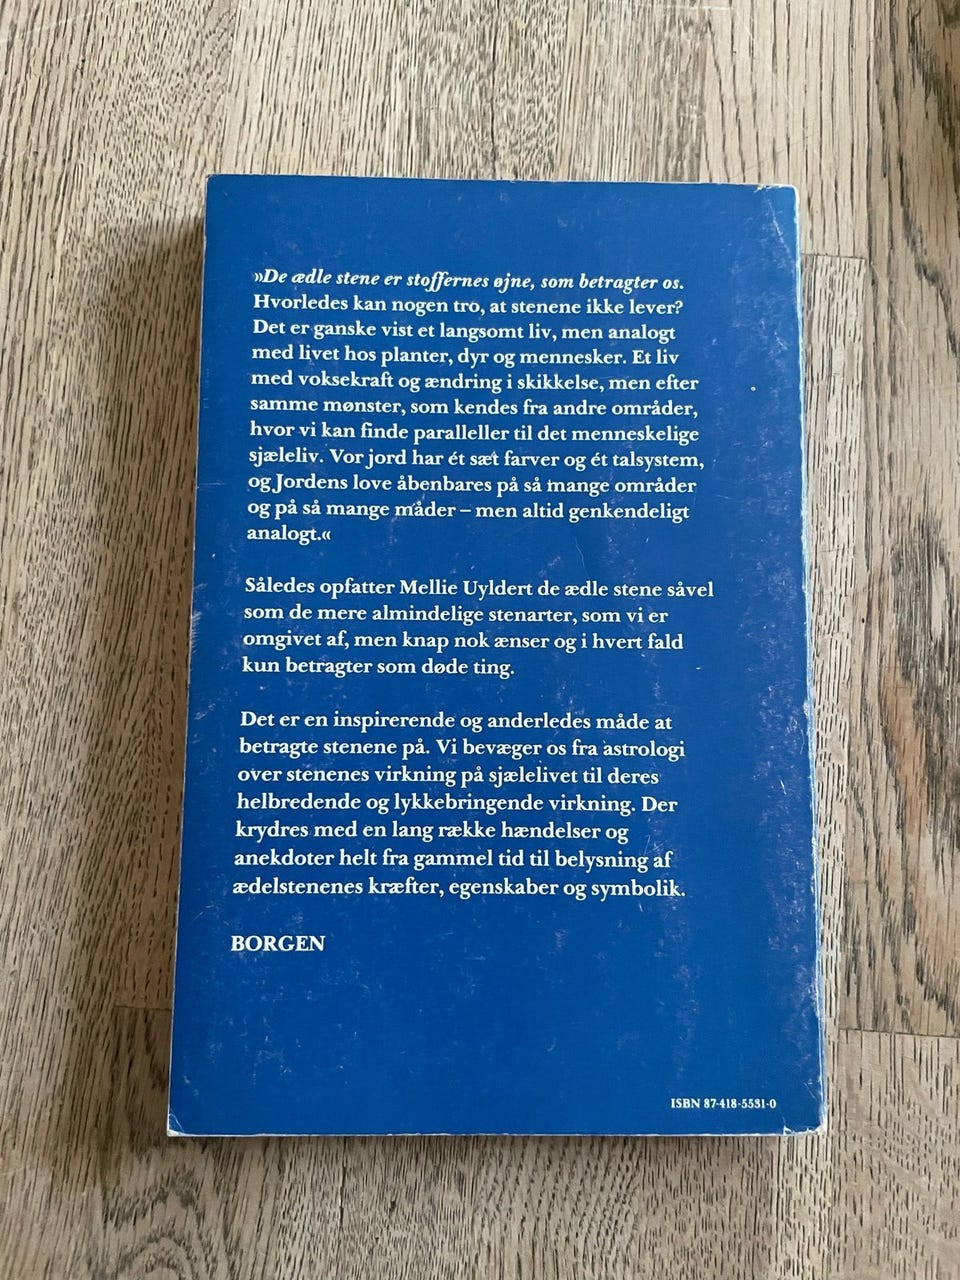 »De ædle stene er stoffernes øjne, som betragter os.
Hvorledes kan nogen tro, at stenene ikke lever?
Det er ganske vist et langsomt liv, men analogt
med livet hos planter, dyr og mennesker. Et liv
med voksekraft og ændring i skikkelse, men efter
samme mønster, som kendes fra andre områder,
hvor vi kan finde paralleller til det menneskelige
sjæleliv. Vor jord har ét sæt farver og ét talsystem,
og Jordens love åbenbares på så mange områder
og på så mange måder – men altid genkendeligt
analogt.«
Således opfatter Mellie Uyldert de ædle stene såvel
som de mere almindelige stenarter, som vi er
omgivet af, men knap nok ænser og i hvert fald
kun betragter som døde ting.
Det er en inspirerende og anderledes måde at
betragte stenene på. Vi bevæger os fra astrologi
over stenenes virkning på sjælelivet til deres
helbredende og lykkebringende virkning. Der
krydres med en lang række hændelser og
anekdoter helt fra gammel tid til belysning af
ædelstenenes kræfter, egenskaber og symbolik.
BORGEN
ISBN 87-418-5531-0